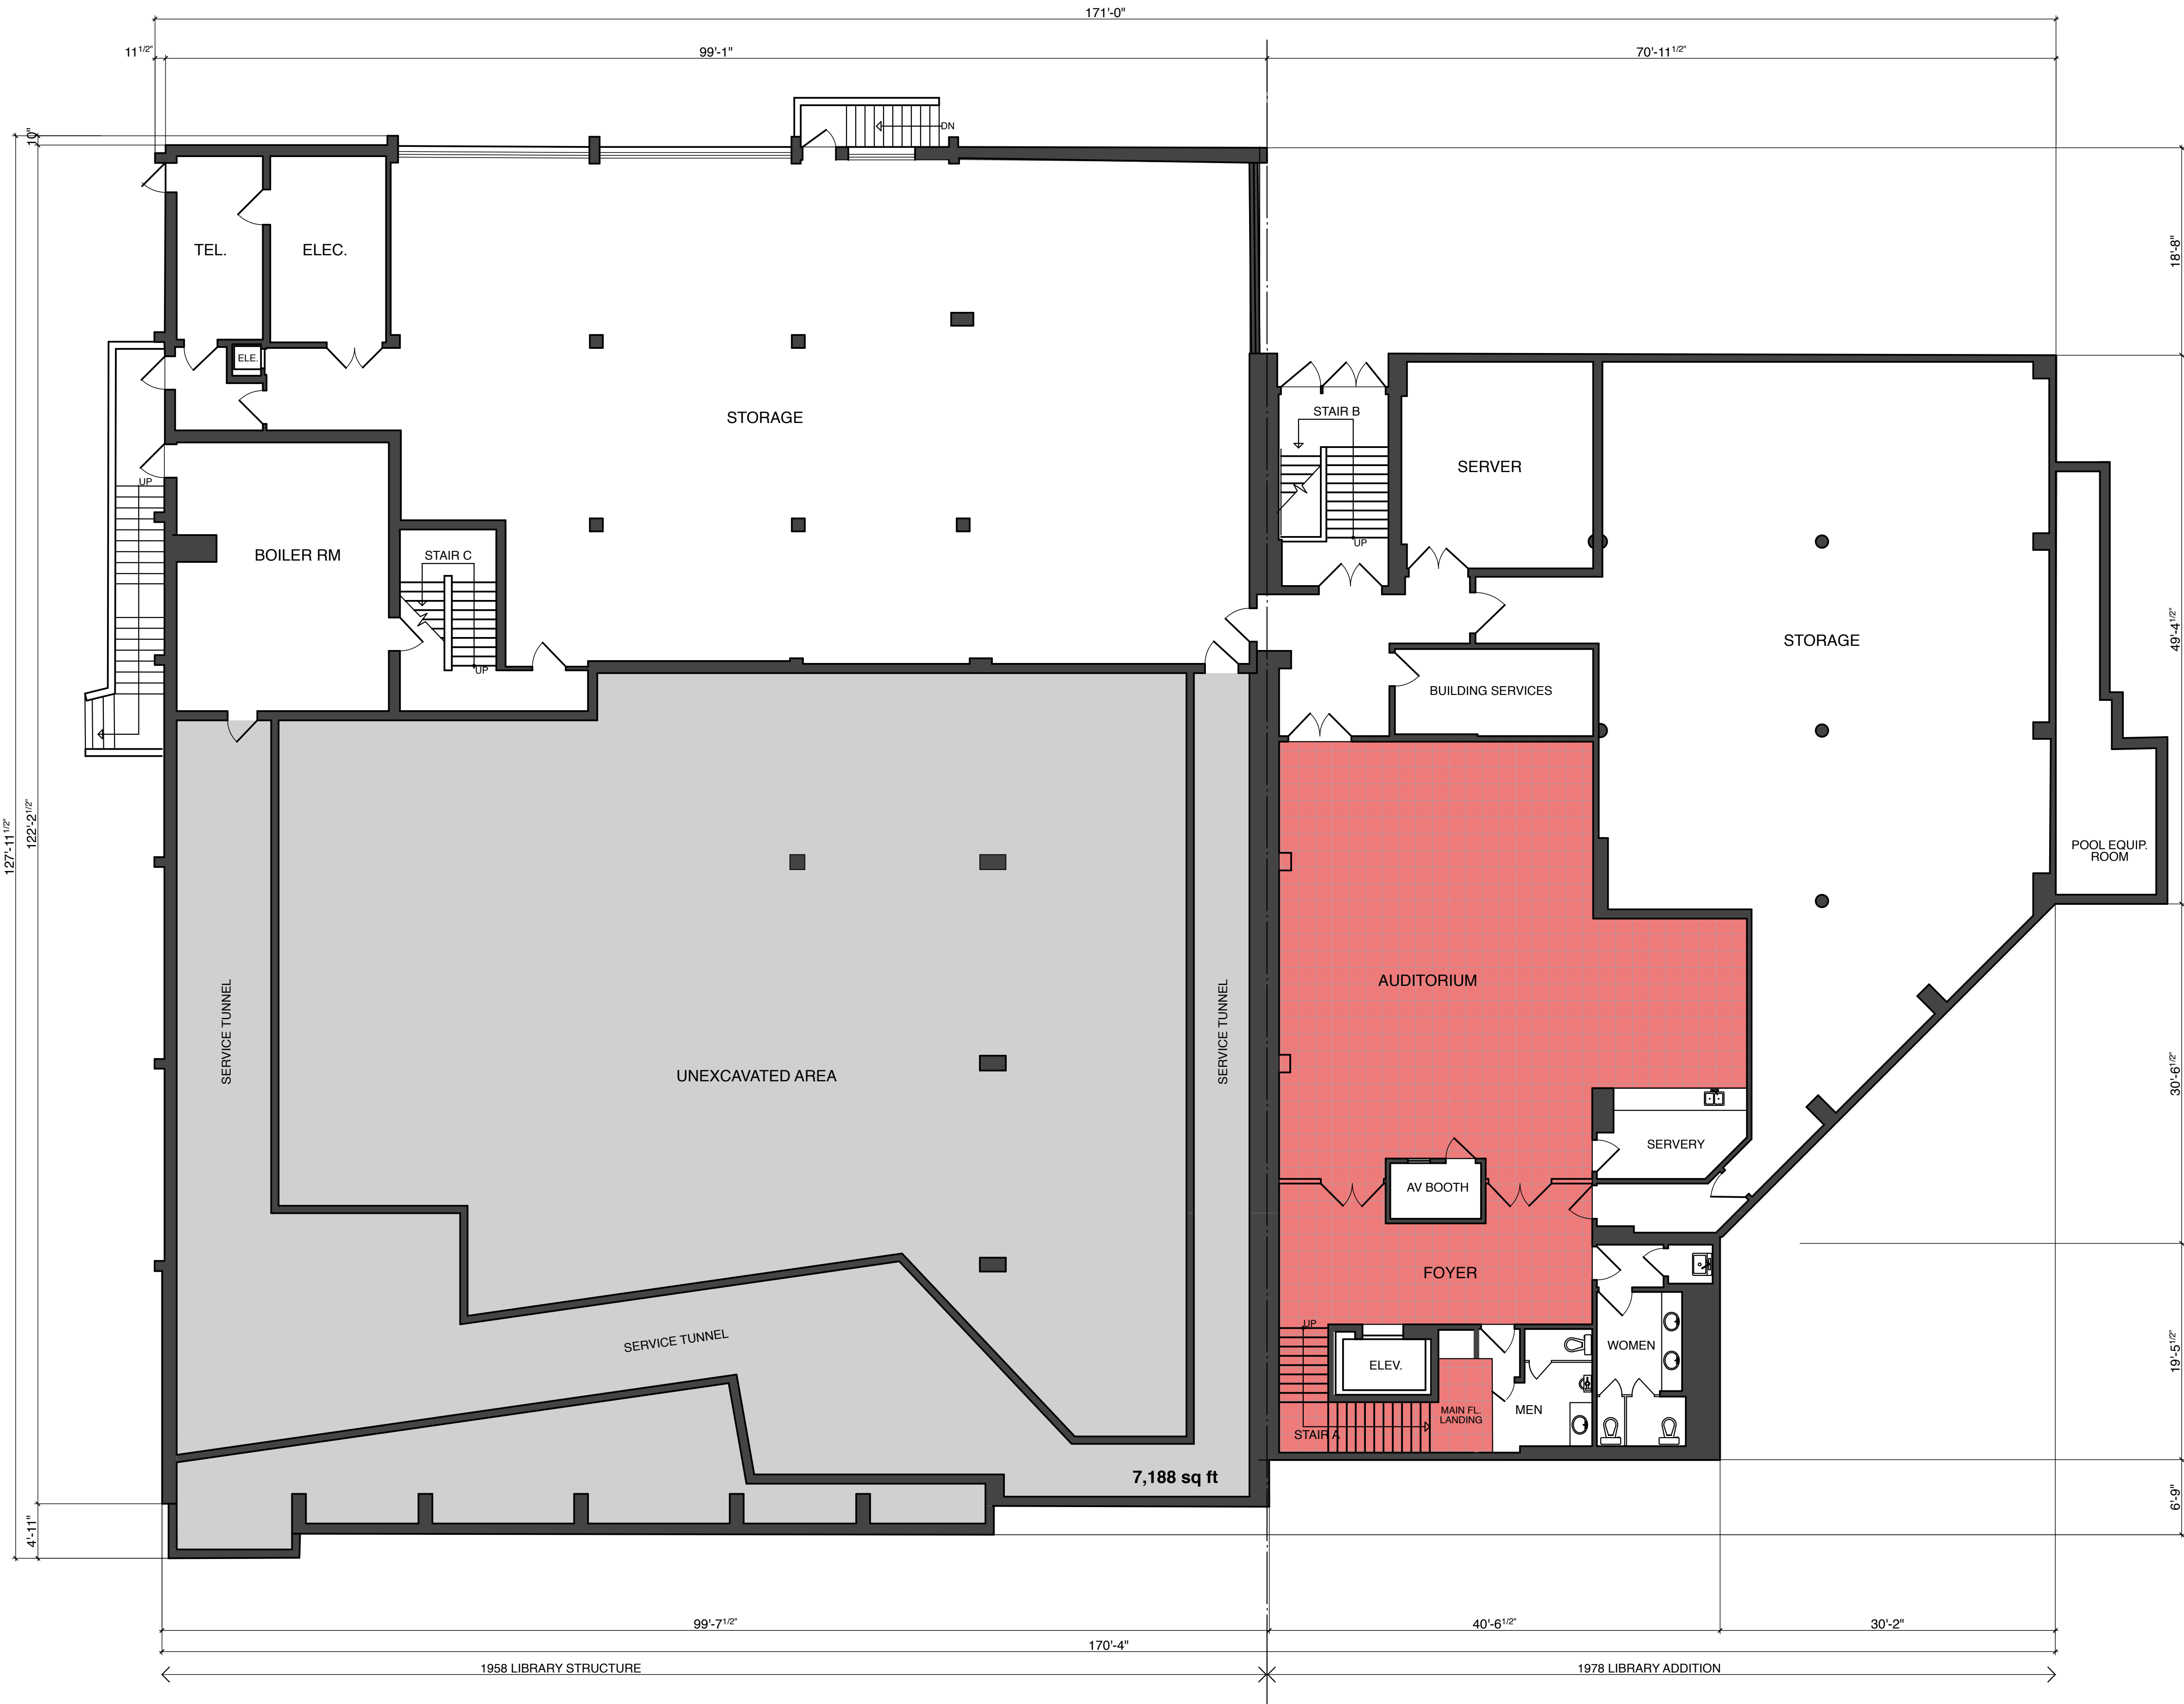 171'-0"
11 1/2"
99'-1"
70'-11 1/2"
10"
DN
TEL.
ELEC.
18'-8"
ELE.
STORAGE
STAIR B
SERVER
UP
UP
BOILER RM
STAIR C
UP
49'-4 1/2"
STORAGE
BUILDING SERVICES
127'-11 1/2"
122'-2 1/2"
POOL EQUIP.
ROOM
AUDITORIUM
SERVICE TUNNEL
SERVICE TUNNEL
UNEXCAVATED AREA
30'-6 1/2"
SERVERY
AV BOOTH
FOYER
UP
SERVICE TUNNEL
WOMEN
ELEV.
19'-5 1/2"
MAIN FL.
LANDING
MEN
STAIR A
7,188 sq ft
6'-9"
4'-11"
99'-7 1/2"
40'-6 1/2"
30'-2"
170'-4"
1958 LIBRARY STRUCTURE
1978 LIBRARY ADDITION